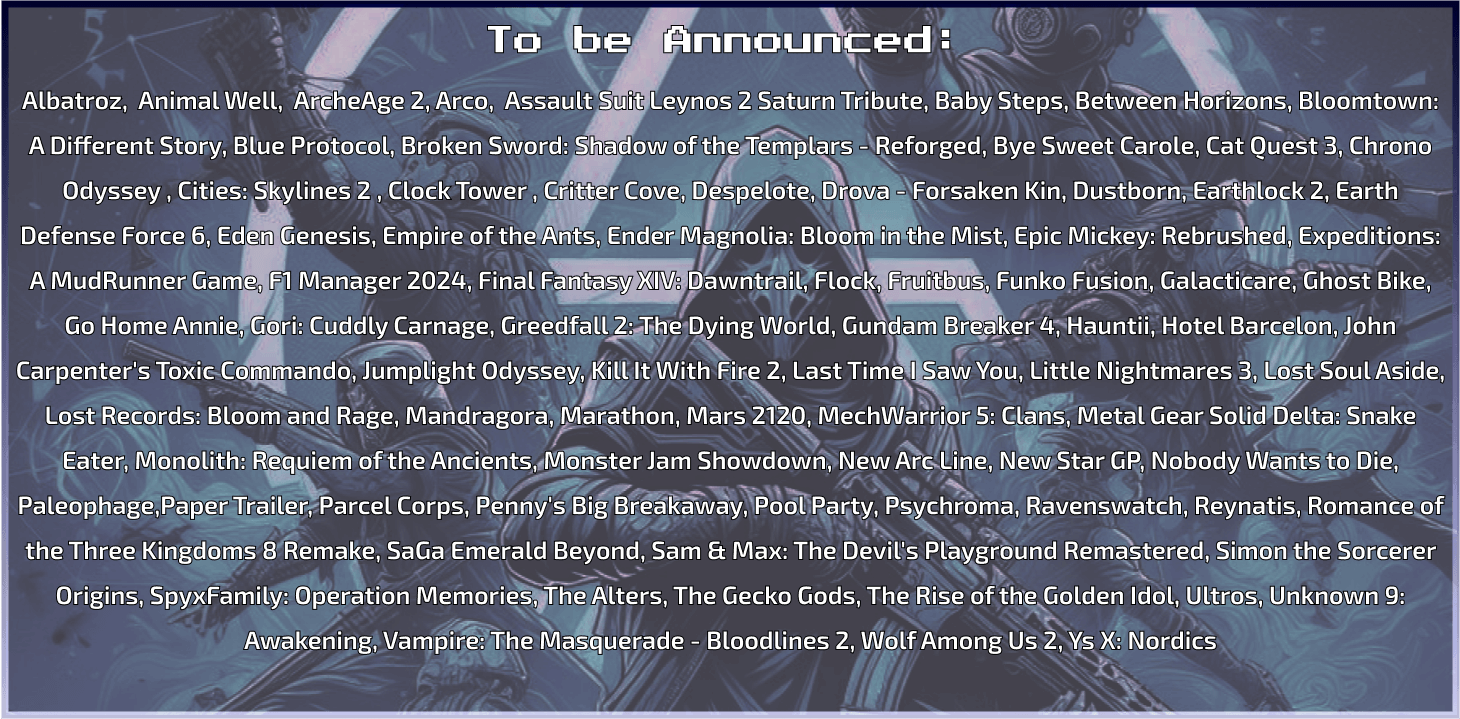 To be Announced:
Albatroz, Animal Well, ArcheAge 2, Arco, Assault Suit Leynos 2 Saturn Tribute, Baby Steps, Between Horizons, Bloomtown:
A Different Story, Blue Protocol, Broken Sword: Shadow of the Templars - Reforged, Bye Sweet Carole, Cat Quest 3, Chrono
Odyssey , Cities: Skylines 2 , Clock Tower , Critter Cove, Despelote, Drova - Forsaken Kin, Dustborn, Earthlock 2, Earth
Defense Force 6, Eden Genesis, Empire of the Ants, Ender Magnolia: Bloom in the Mist, Epic Mickey: Rebrushed, Expeditions:
A MudRunner Game, F1 Manager 2024, Final Fantasy XIV: Dawntrail, Flock, Fruitbus, Funko Fusion, Galacticare, Ghost Bike,
Go Home Annie, Gori: Cuddly Carnage, Greedfall 2: The Dying World, Gundam Breaker 4, Hauntii, Hotel Barcelon, John
Carpenter's Toxic Commando, Jumplight Odyssey, Kill It With Fire 2, Last Time I Saw You, Little Nightmares 3, Lost Soul Aside,
Lost Records: Bloom and Rage, Mandragora, Marathon, Mars 2120, MechWarrior 5: Clans, Metal Gear Solid Delta: Snake
Eater, Monolith: Requiem of the Ancients, Monster Jam Showdown, New Arc Line, New Star GP, Nobody Wants to Die,
Paleophage,Paper Trailer, Parcel Corps, Penny's Big Breakaway, Pool Party, Psychroma, Ravenswatch, Reynatis, Romance of
the Three Kingdoms 8 Remake, SaGa Emerald Beyond, Sam & Max: The Devil's Playground Remastered, Simon the Sorcerer
Origins, SpyxFamily: Operation Memories, The Alters, The Gecko Gods, The Rise of the Golden Idol, Ultros, Unknown 9:
Awakening, Vampire: The Masquerade - Bloodlines 2, Wolf Among Us 2, Ys X: Nordics